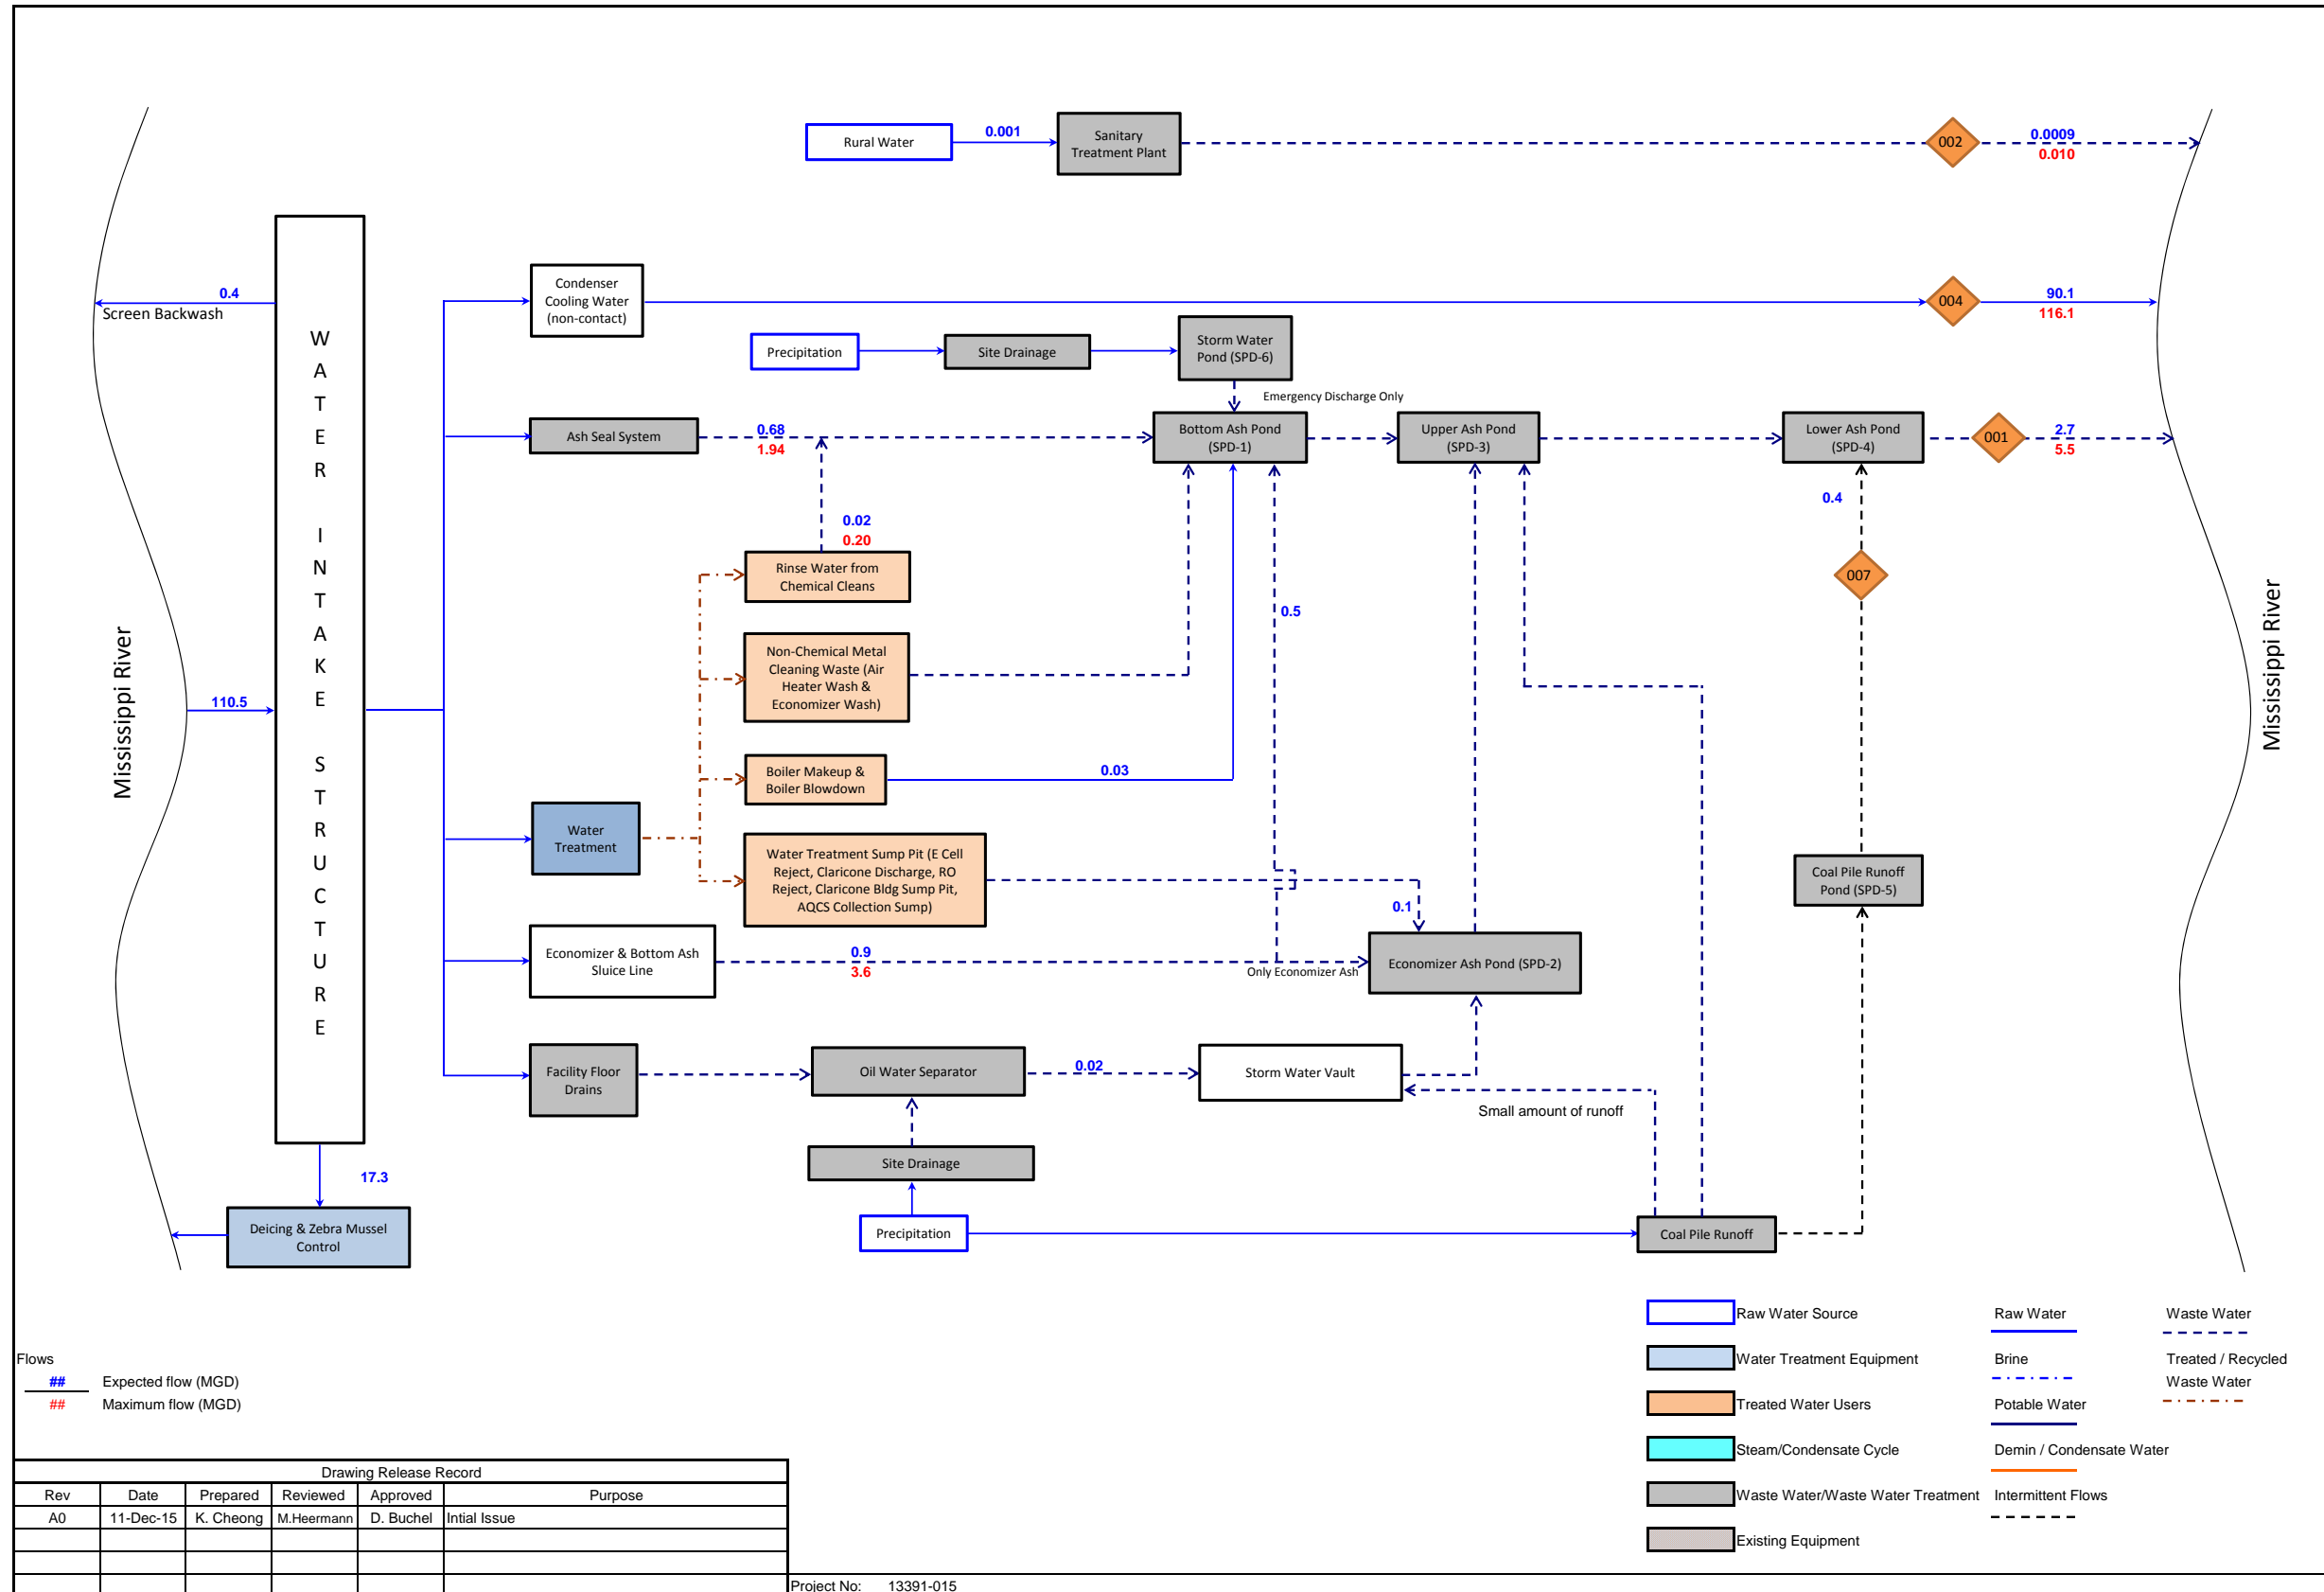 Rural Water
0.001
Sanitary
Treatment Plant
002
0.0009
0.010
0.4
Screen Backwash
Condenser
Cooling Water
(non-contact)
004
90.1
116.1
Precipitation
Site Drainage
Storm Water
Pond (SPD-6)
Emergency Discharge Only
Ash Seal System
0.68
1.94
Bottom Ash Pond
(SPD-1)
Upper Ash Pond
(SPD-3)
Lower Ash Pond
(SPD-4)
001
2.7
5.5
0.4
0.02
0.20
Rinse Water from
Chemical Cleans
007
0.5
WATER INTAKE STRUCTURE
Mississippi River
110.5
Mississippi River
Non-Chemical Metal
Cleaning Waste (Air
Heater Wash &
Economizer Wash)
Boiler Makeup &
Boiler Blowdown
0.03
Water
Treatment
Water Treatment Sump Pit (E Cell
Reject, Claricone Discharge, RO
Reject, Claricone Bldg Sump Pit,
AQCS Collection Sump)
0.1
Coal Pile Runoff
Pond (SPD-5)
Economizer & Bottom Ash
Sluice Line
0.9
3.6
Only Economizer Ash
Economizer Ash Pond (SPD-2)
Facility Floor
Drains
Oil Water Separator
0.02
Storm Water Vault
Small amount of runoff
Site Drainage
17.3
Deicing & Zebra Mussel
Control
Precipitation
Coal Pile Runoff
Raw Water Source
Water Treatment Equipment
Treated Water Users
Steam/Condensate Cycle
Waste Water/Waste Water Treatment
Existing Equipment
Raw Water
Brine
Potable Water
Demin / Condensate Water
Intermittent Flows
Waste Water
Treated / Recycled
Waste Water
Flows
## Expected flow (MGD)
## Maximum flow (MGD)
Drawing Release Record
Rev Date Prepared Reviewed Approved Purpose
A0 11-Dec-15 K. Cheong M.Heermann D. Buchel Intial Issue
Project No: 13391-015